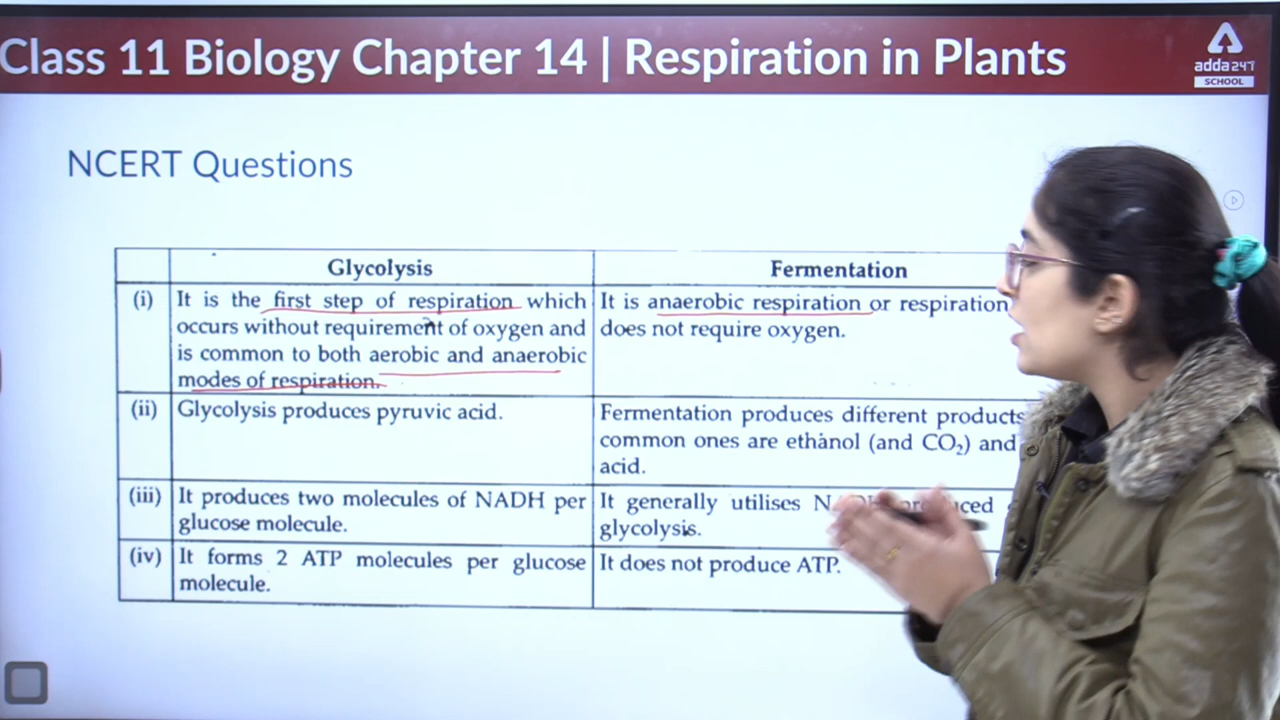 Class 11 Biology Chapter 14 | Respiration in Plants
adda247
SCHOOL
NCERT Questions
Glycolysis
Fermentation
(i)
It is the first step of respiration which
occurs without requirement of oxygen and
is common to both aerobic and anaerobic
modes of respiration.
It is anaerobic respiration or respiration
does not require oxygen.
(ii)
Glycolysis produces pyruvic acid.
Fermentation produces different products
common ones are ethanol (and CO₂) and
acid.
(iii)
It produces two molecules of NADH per
glucose molecule.
It generally utilises
glycolysis.
(iv)
It forms 2 ATP molecules per glucose
molecule.
It does not produce ATP.